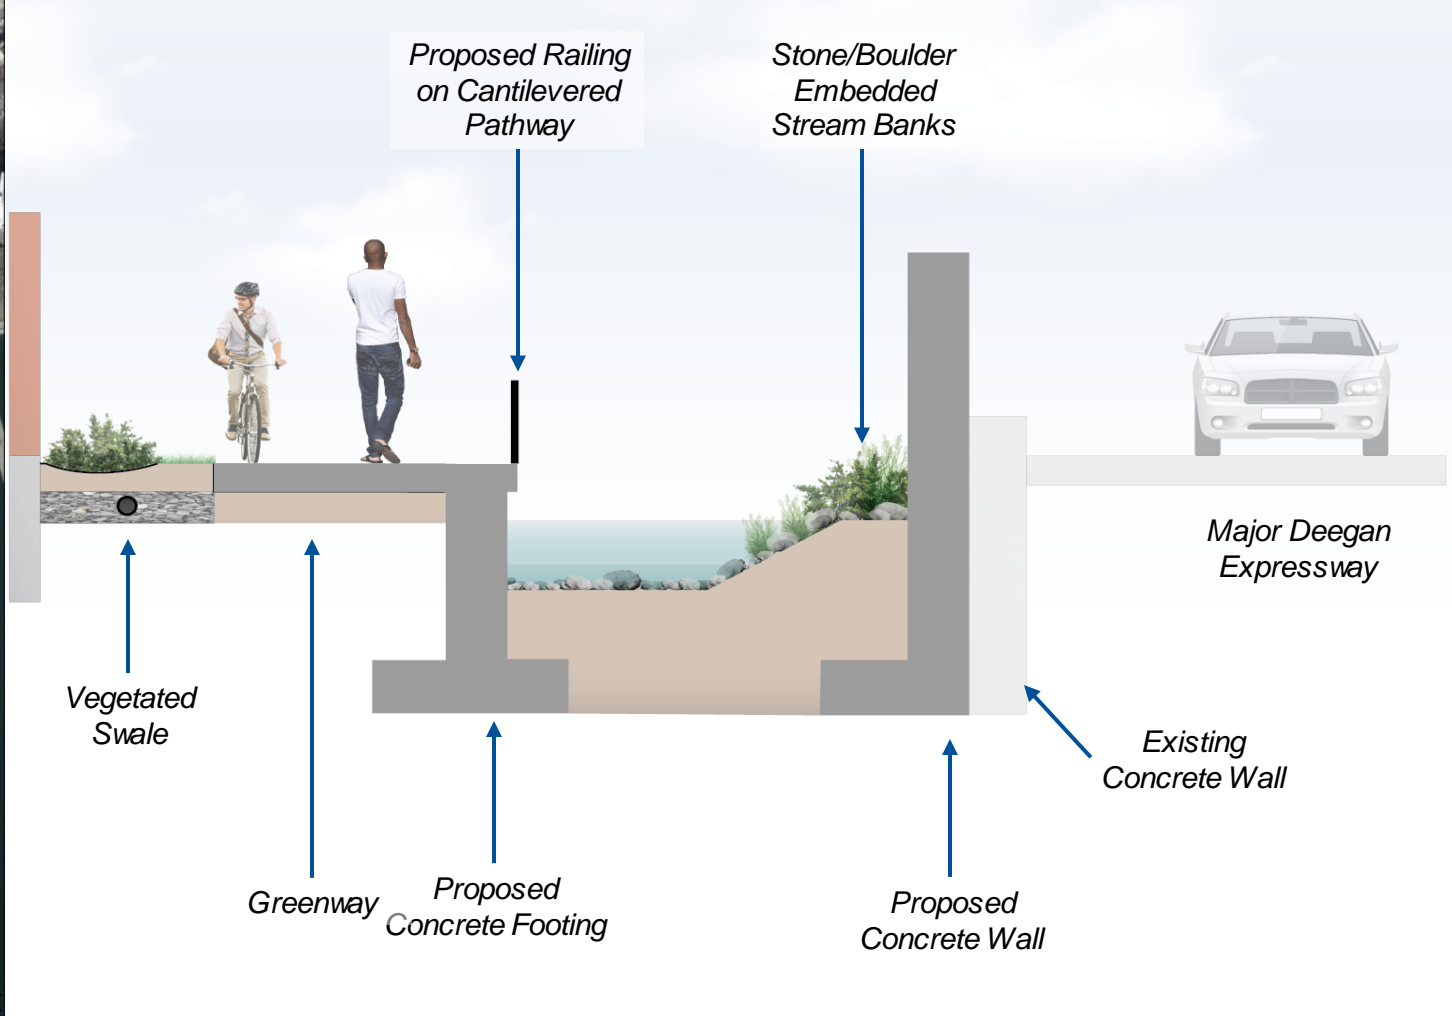 Proposed Railing
on Cantilevered
Pathway
Stone/Boulder
Embedded
Stream Banks
Major Deegan
Expressway
Vegetated
Swale
Existing
Concrete Wall
Greenway
Proposed
Concrete Footing
Proposed
Concrete Wall